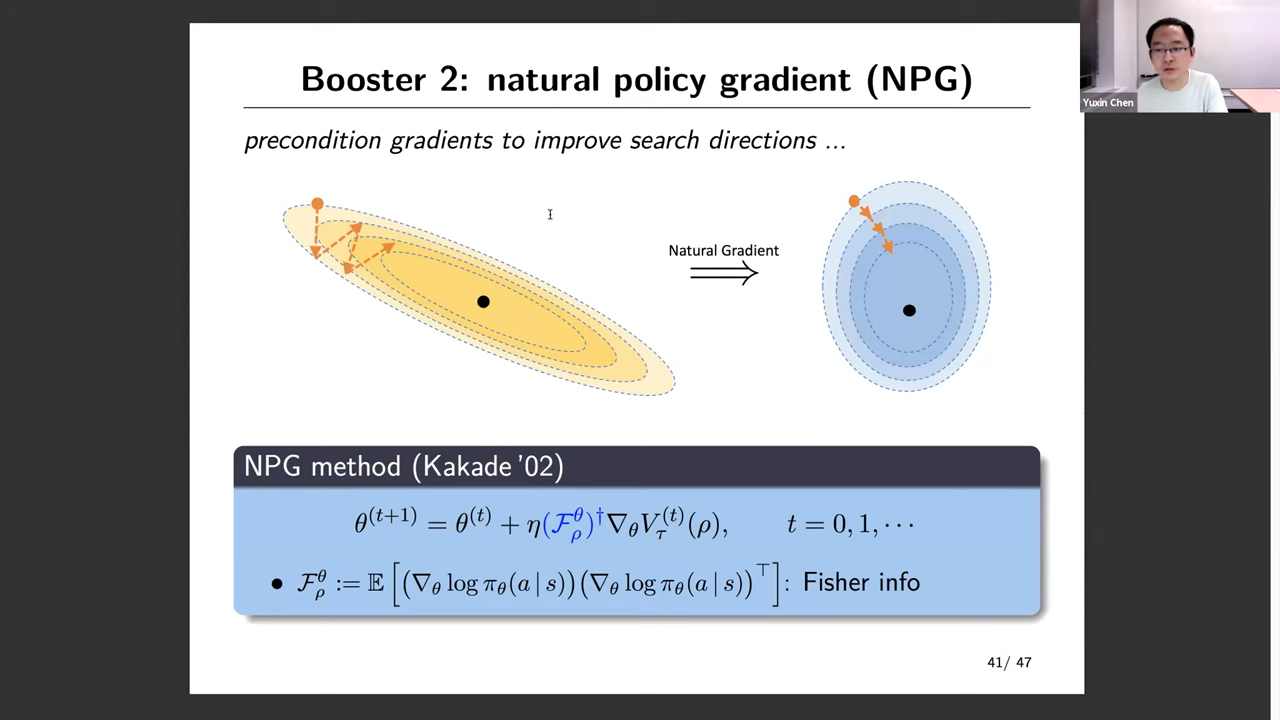 Booster 2: natural policy gradient (NPG)
precondition gradients to improve search directions ...
Natural Gradient
NPG method (Kakade '02)
θ^{(t+1)} = θ^{(t)} + η(ℱ_ρ^θ)^† ∇_θ V_τ^{(t)}(ρ),   t = 0, 1, ⋯
• ℱ_ρ^θ := 𝔼[(∇_θ log π_θ(a | s))(∇_θ log π_θ(a | s))^⊤]: Fisher info
41/ 47
Yuxin Chen